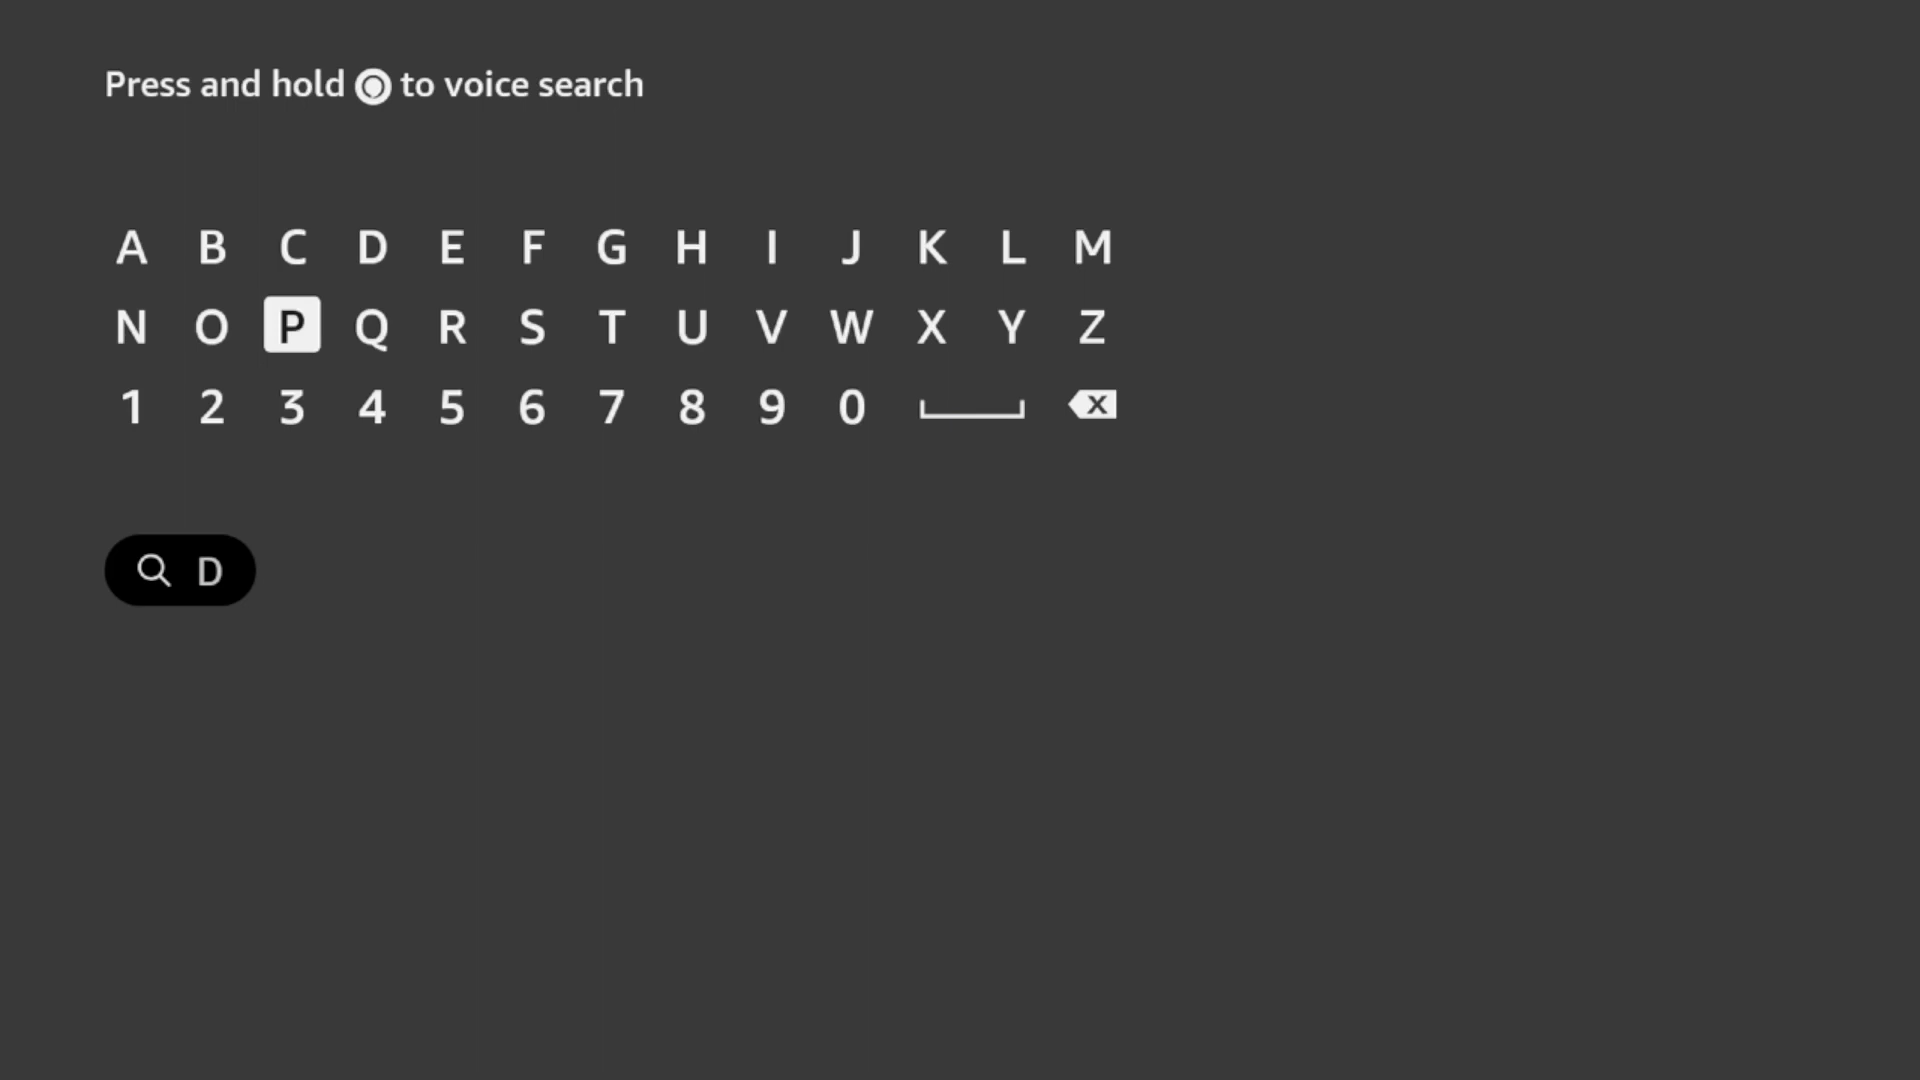 Press and hold to voice search
A B C D E F G H I J K L M
N O P Q R S T U V W X Y Z
1 2 3 4 5 6 7 8 9 0
D